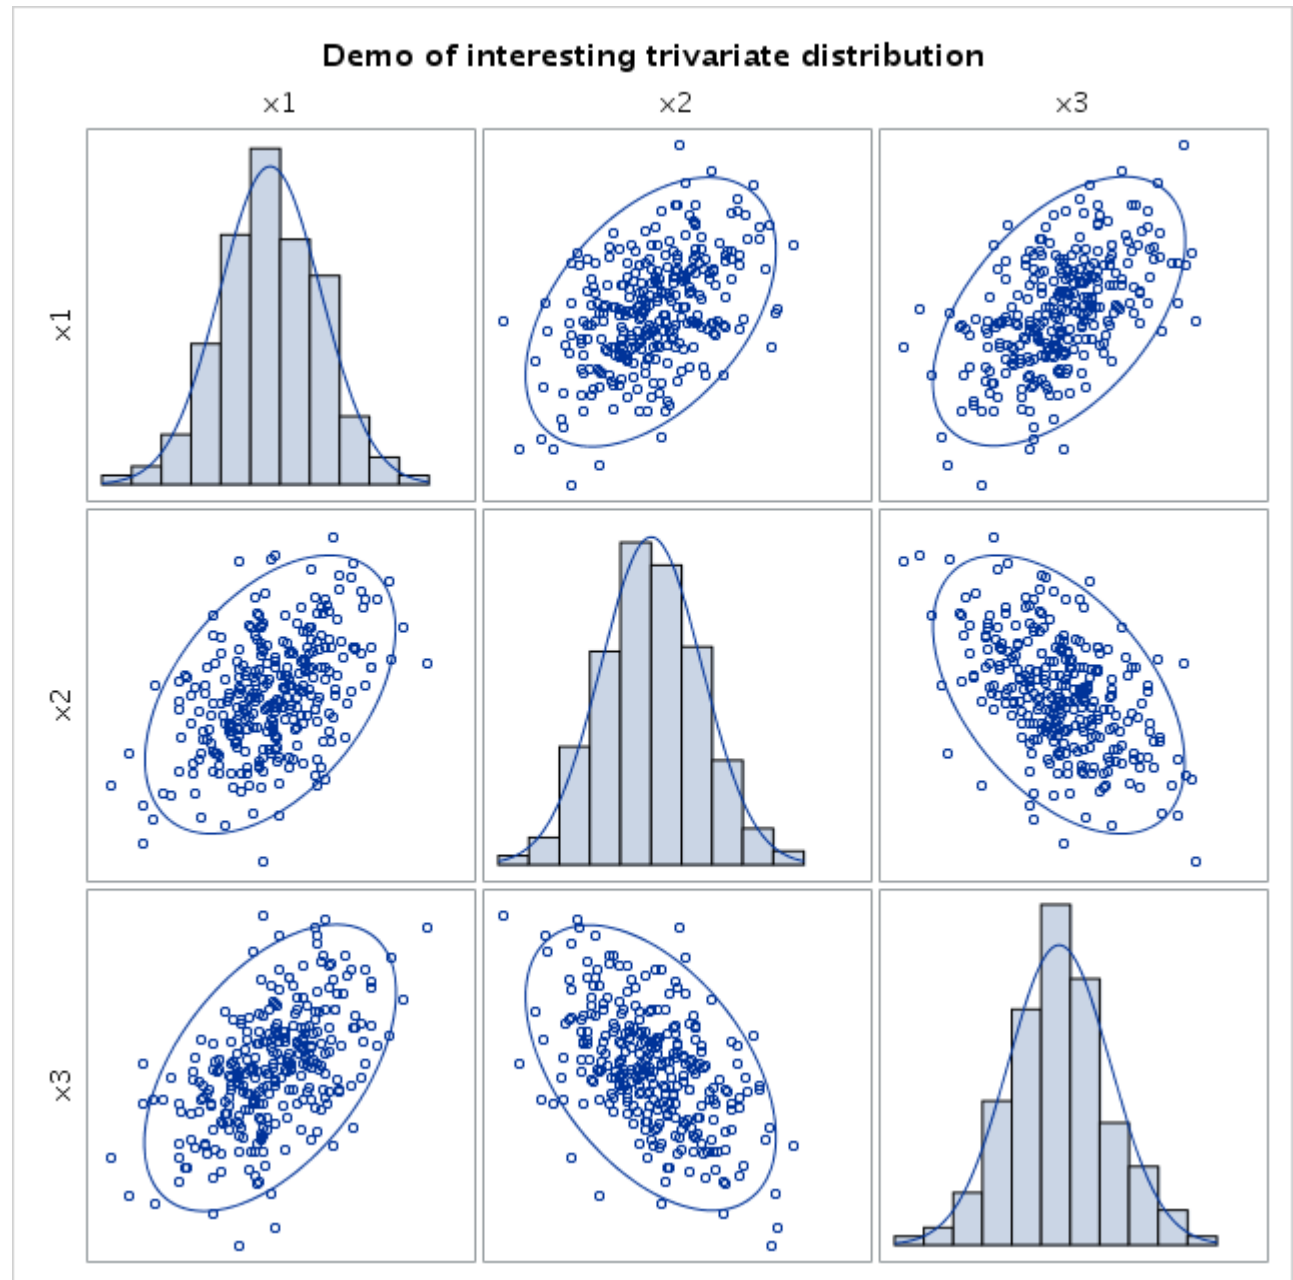 Demo of interesting trivariate distribution
x1 x2 x3
x1
x2
x3